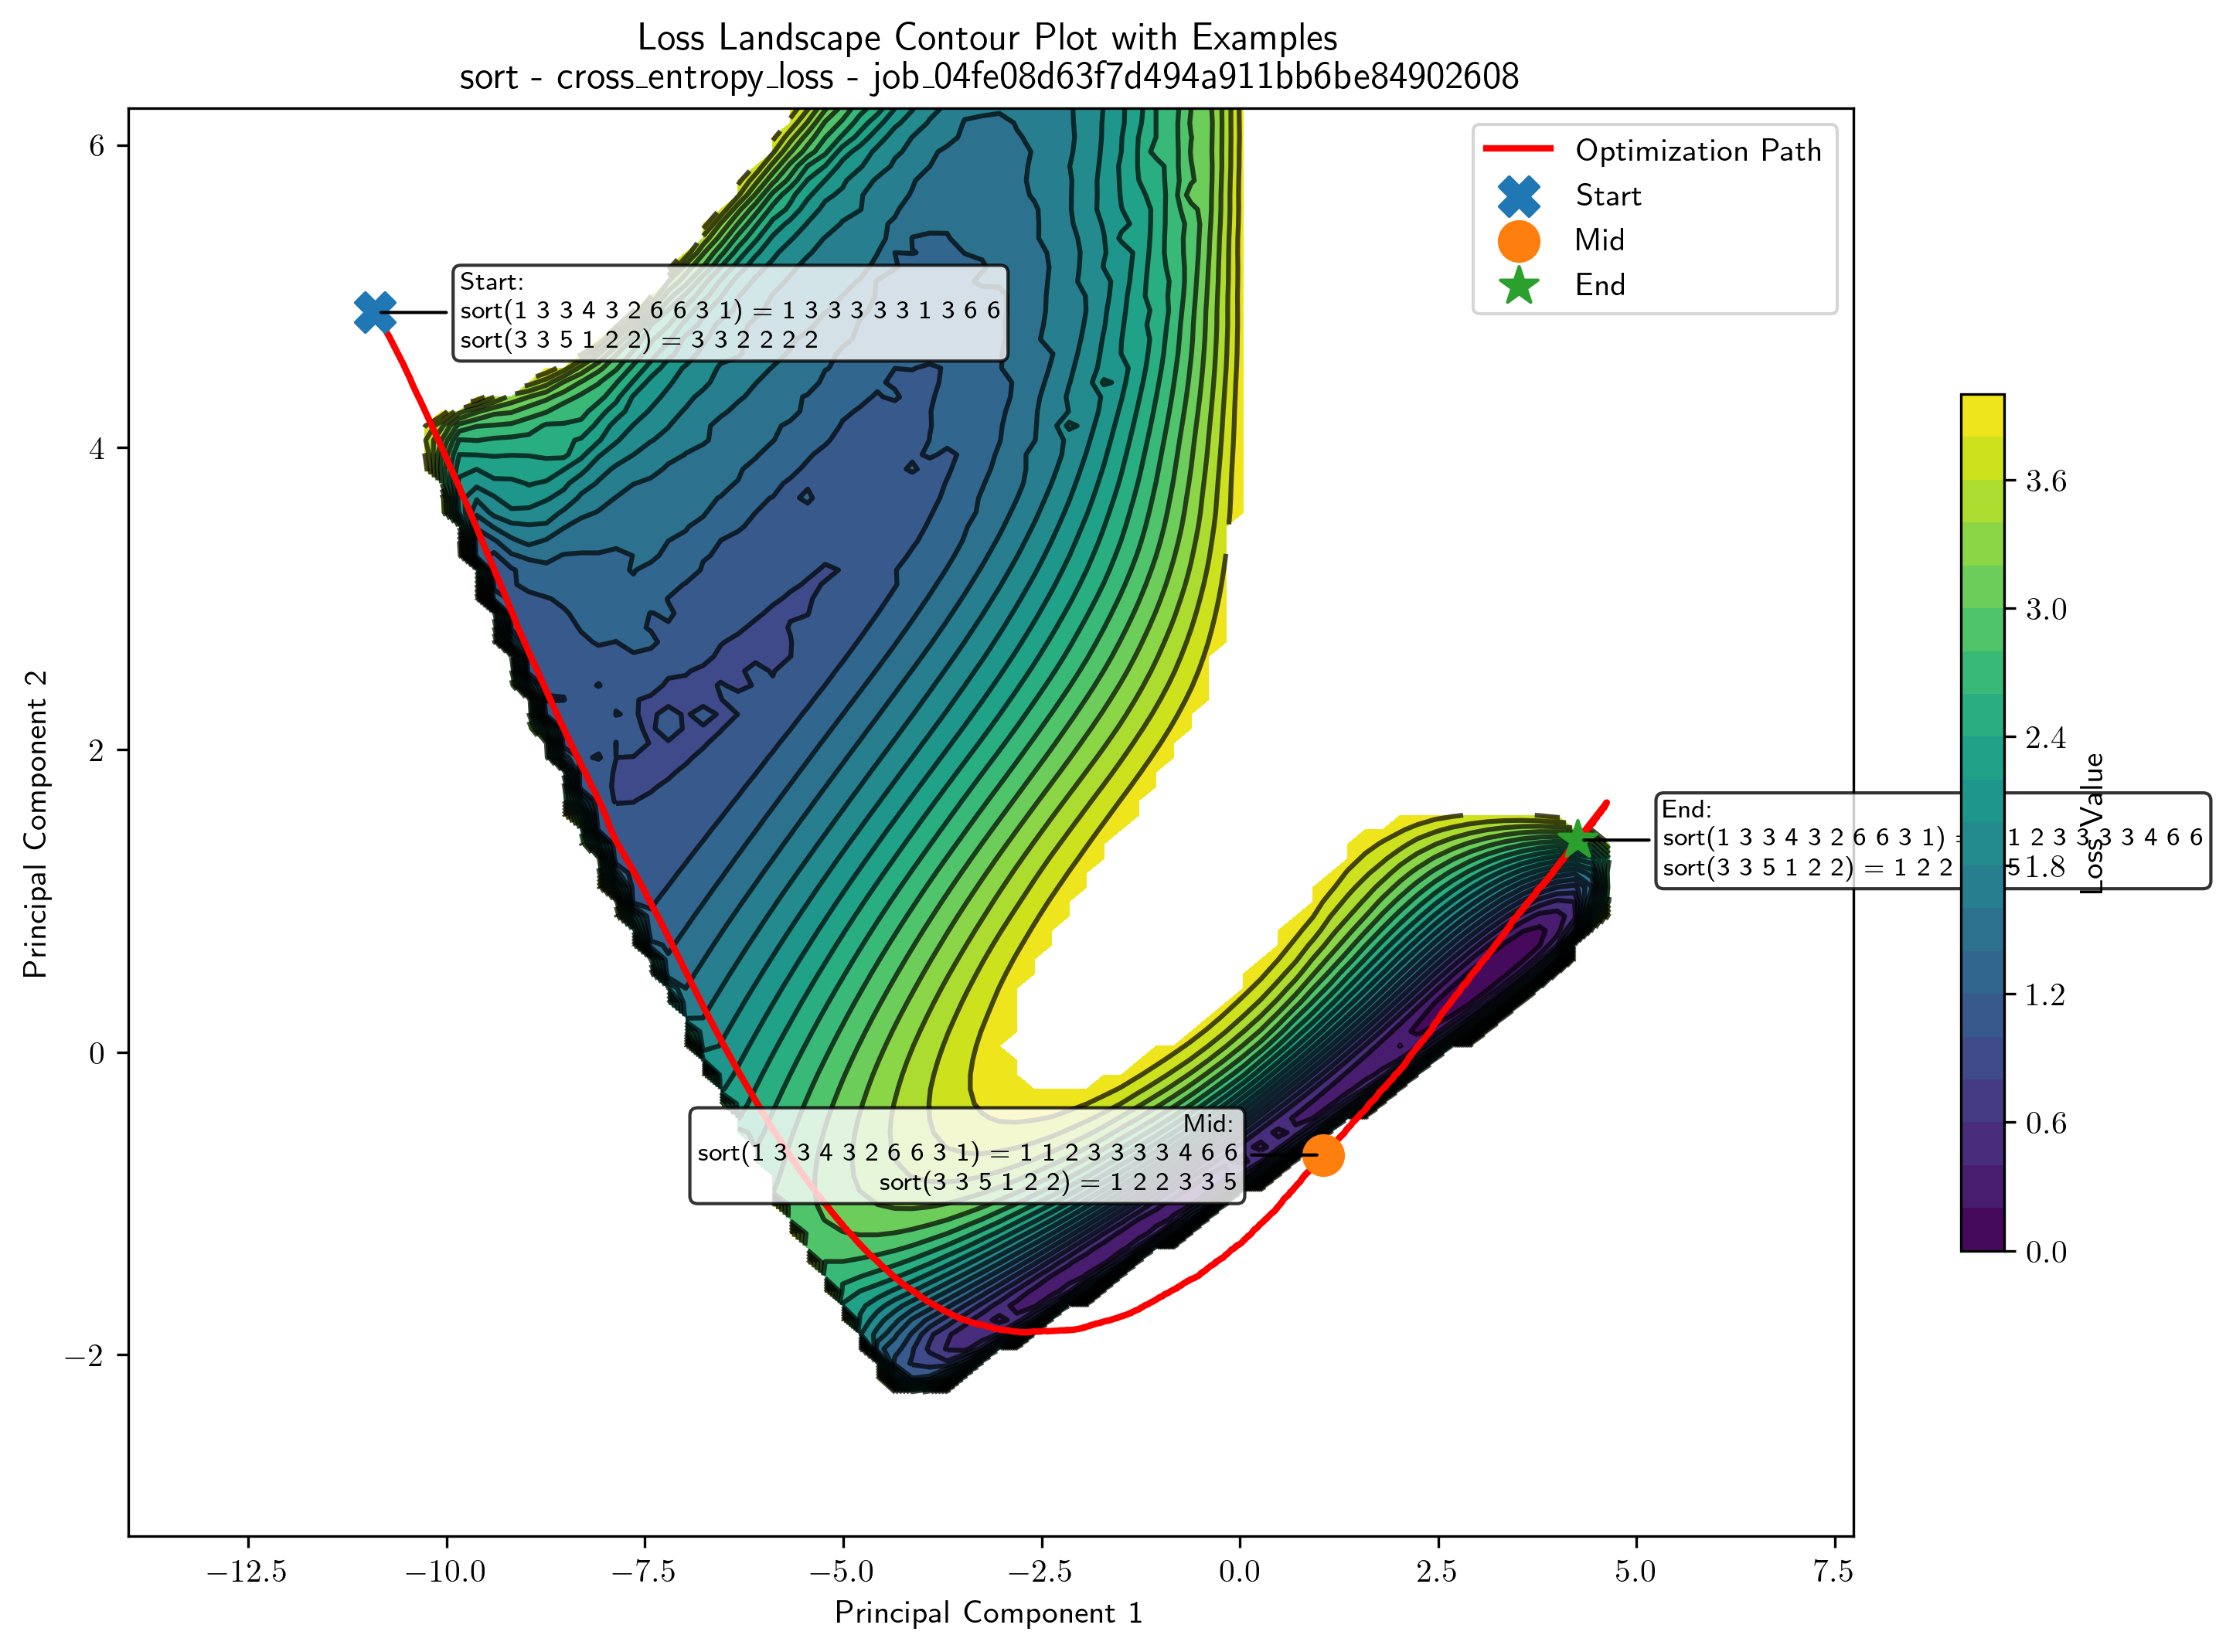 Loss Landscape Contour Plot with Examples
sort - cross_entropy_loss - job_04fe08d63f7d494a911bb6be84902608
Optimization Path
Start
Mid
End
Start:
sort(1 3 3 4 3 2 6 6 3 1) = 1 3 3 3 3 3 1 3 6 6
sort(3 3 5 1 2 2) = 3 3 2 2 2 2
End:
sort(1 3 3 4 3 2 6 6 3 1) = 1 2 3 3 3 3 4 6 6
sort(3 3 5 1 2 2) = 1 2 2 5
Mid:
sort(1 3 3 4 3 2 6 6 3 1) = 1 1 2 3 3 3 3 4 6 6
sort(3 3 5 1 2 2) = 1 2 2 3 3 5
6
4
2
0
−2
Principal Component 2
−12.5
−10.0
−7.5
−5.0
−2.5
0.0
2.5
5.0
7.5
Principal Component 1
3.6
3.0
2.4
1.8
1.2
0.6
0.0
Loss Value